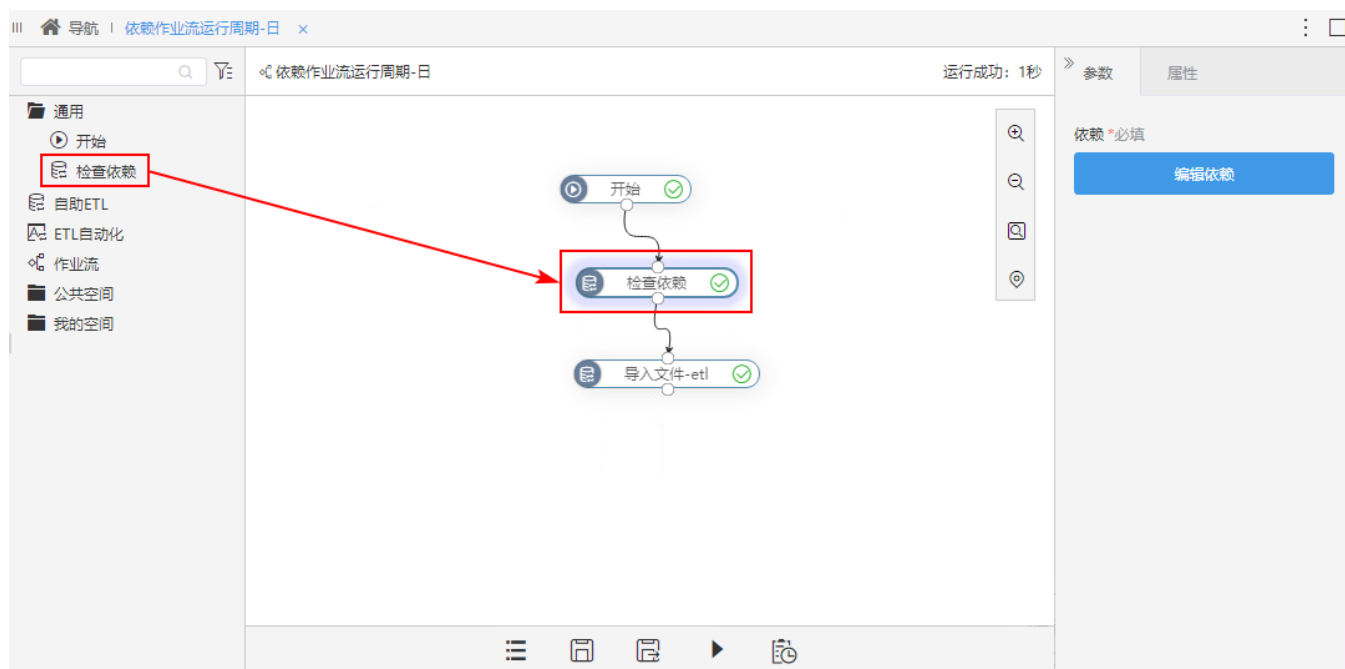 导航 依赖作业流运行周期-日 ×
依赖作业流运行周期-日 运行成功：1秒 参数 属性
通用
开始
检查依赖
自助ETL
ETL自动化
作业流
公共空间
我的空间
开始
检查依赖
导入文件-etl
依赖 *必填
编辑依赖